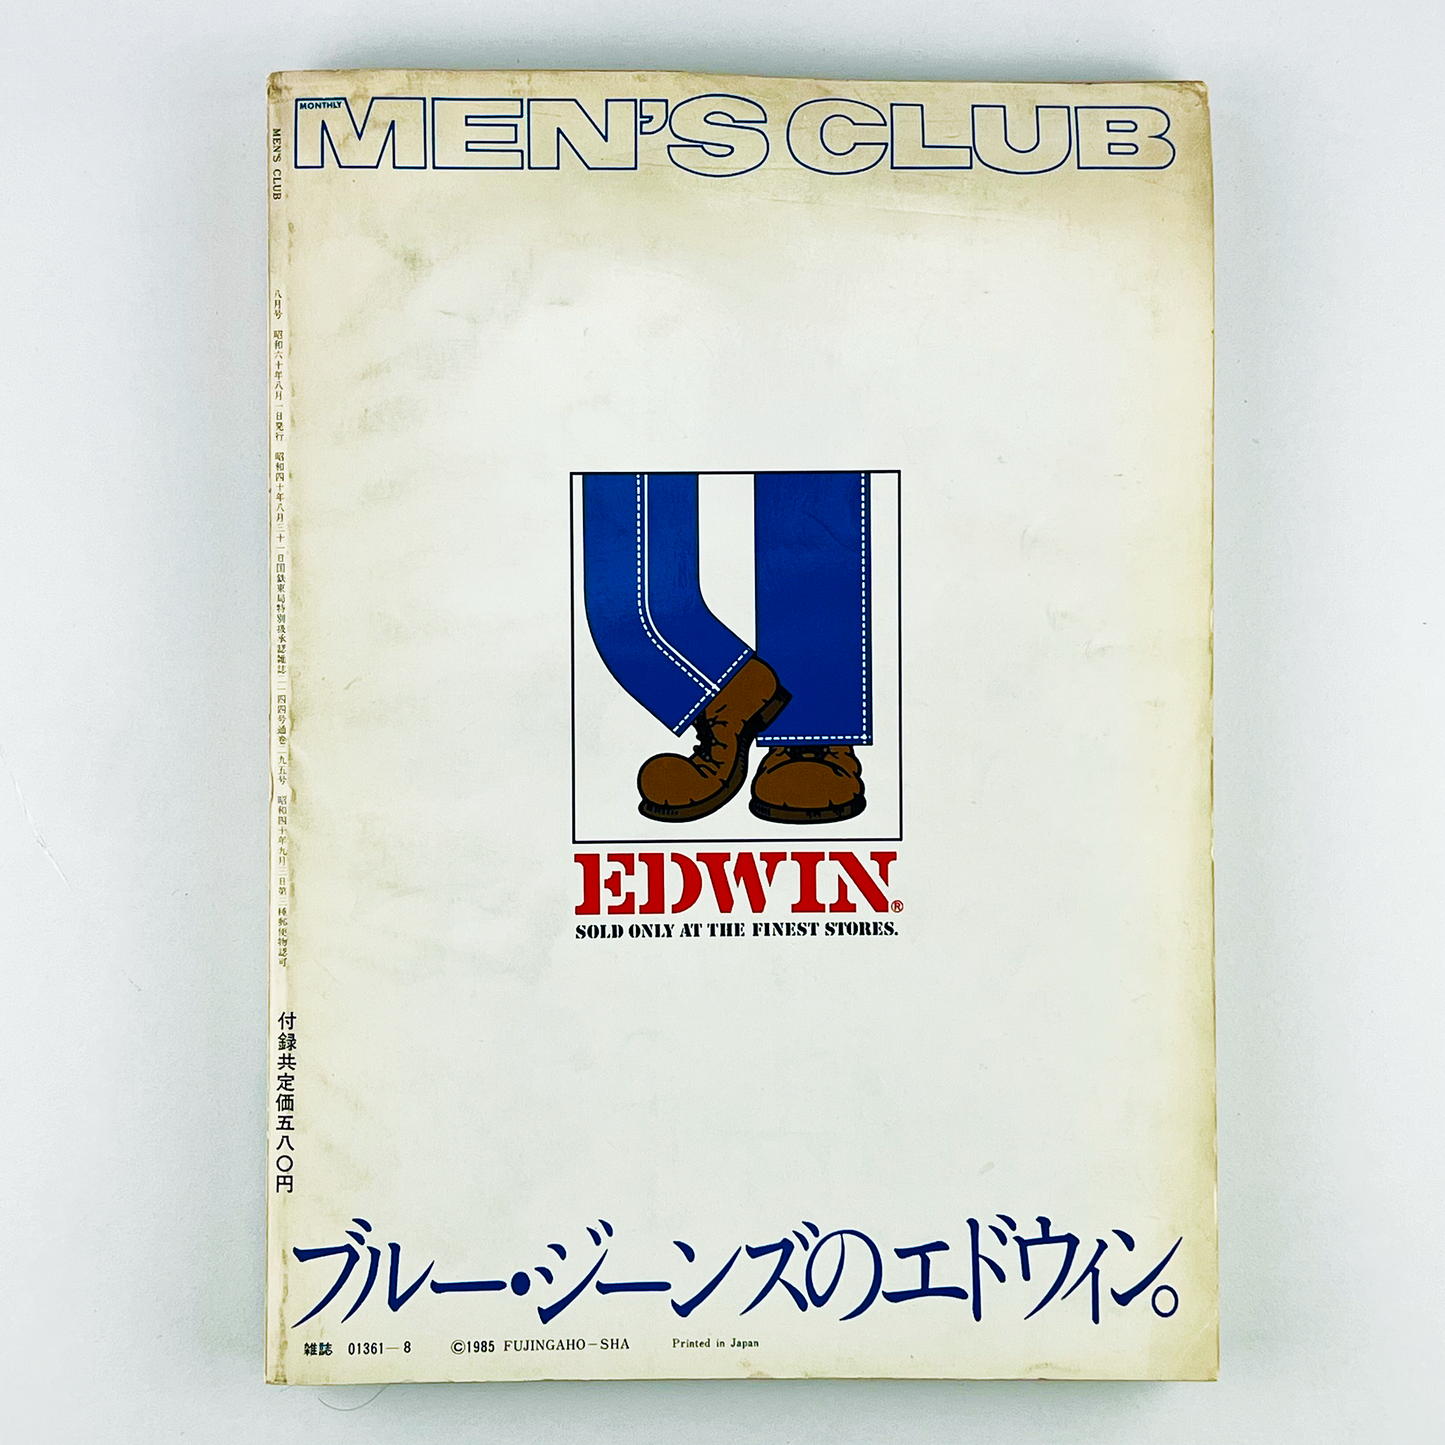 MONTHLY
MEN'S CLUB
MEN'S CLUB
八月号 昭和六十年八月一日発行 昭和四十年八月三十一日国鉄東局特別扱承認雑誌二一四四号通巻二九五号 昭和四十年九月三日第三種郵便物認可
付録共定価五八〇円
EDWIN®
SOLD ONLY AT THE FINEST STORES.
ブルー・ジーンズのエドウィン。
雑誌 01361—8 ©1985 FUJINGAHO–SHA Printed in Japan